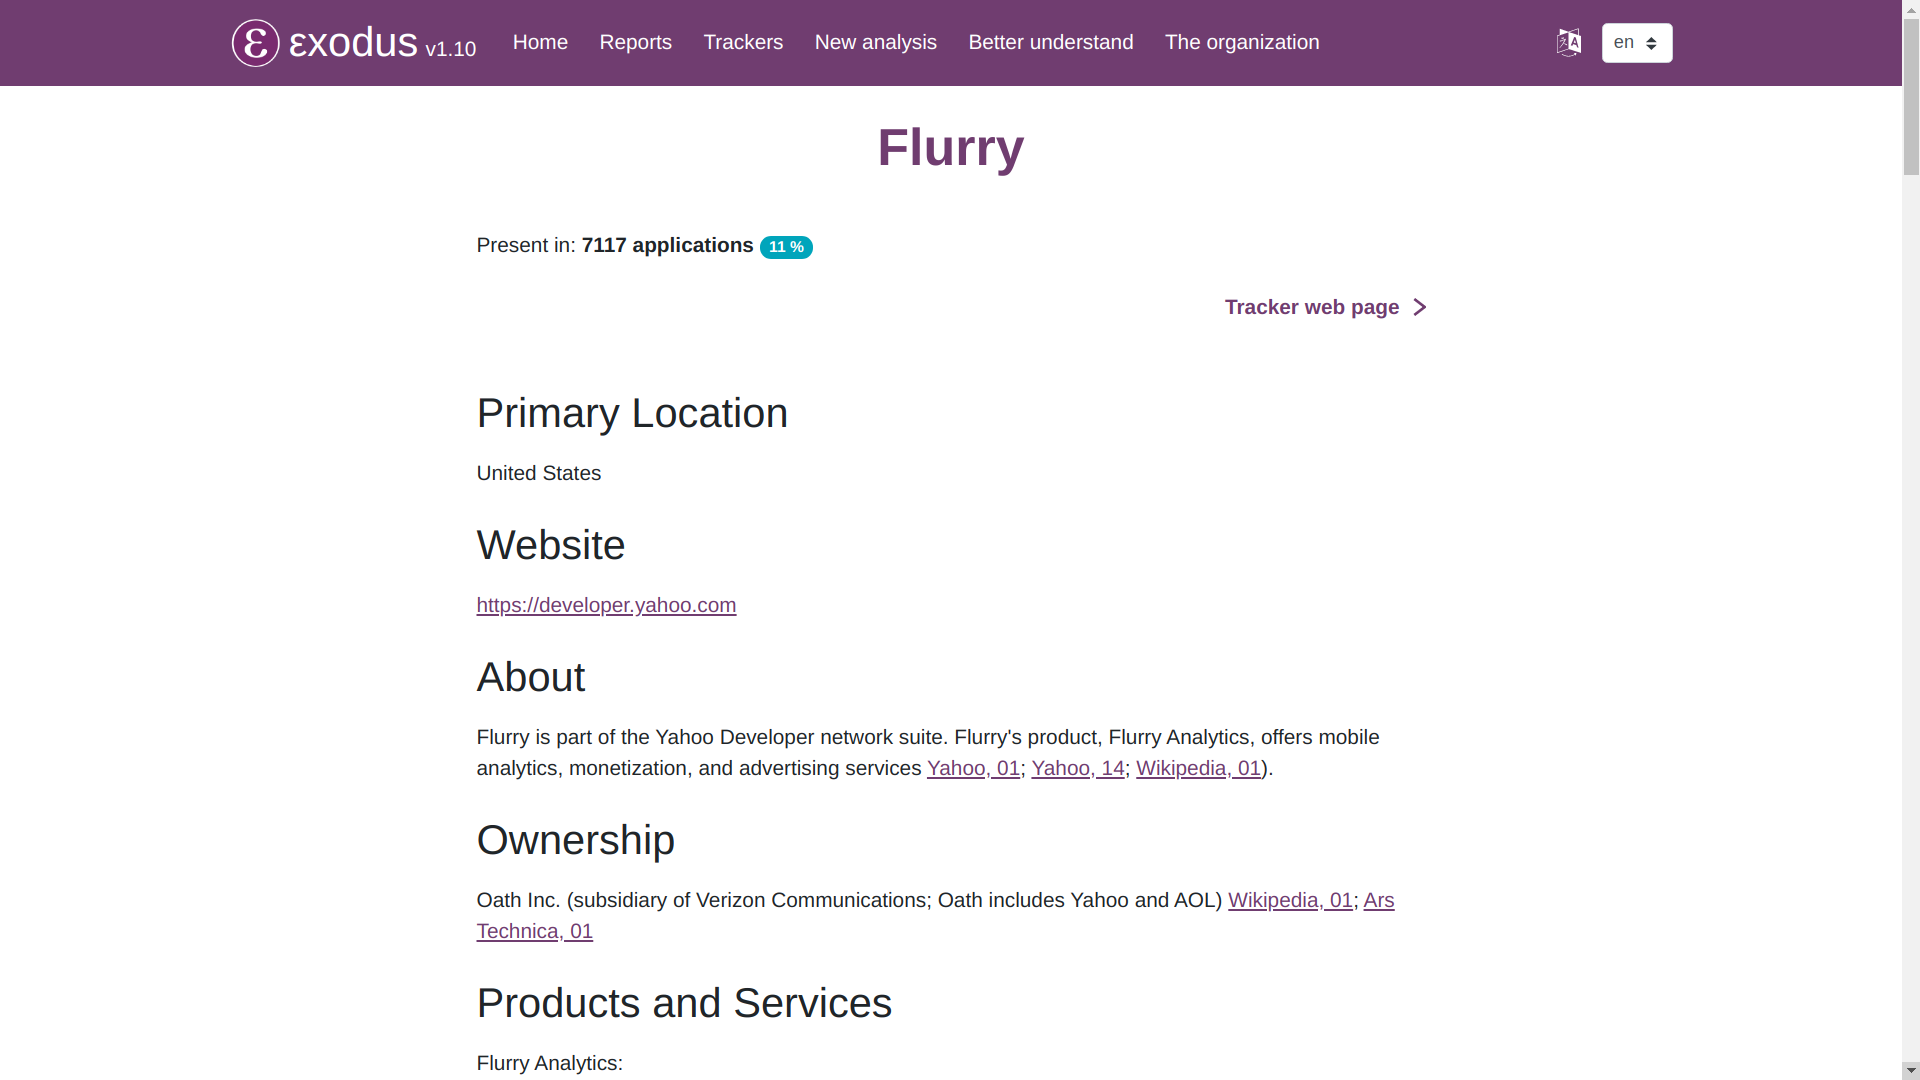 εxodus v1.10 Home Reports Trackers New analysis Better understand The organization en
Flurry
Present in: 7117 applications 11 %
Tracker web page
Primary Location
United States
Website
https://developer.yahoo.com
About
Flurry is part of the Yahoo Developer network suite. Flurry's product, Flurry Analytics, offers mobile
analytics, monetization, and advertising services Yahoo, 01; Yahoo, 14; Wikipedia, 01).
Ownership
Oath Inc. (subsidiary of Verizon Communications; Oath includes Yahoo and AOL) Wikipedia, 01; Ars
Technica, 01
Products and Services
Flurry Analytics: